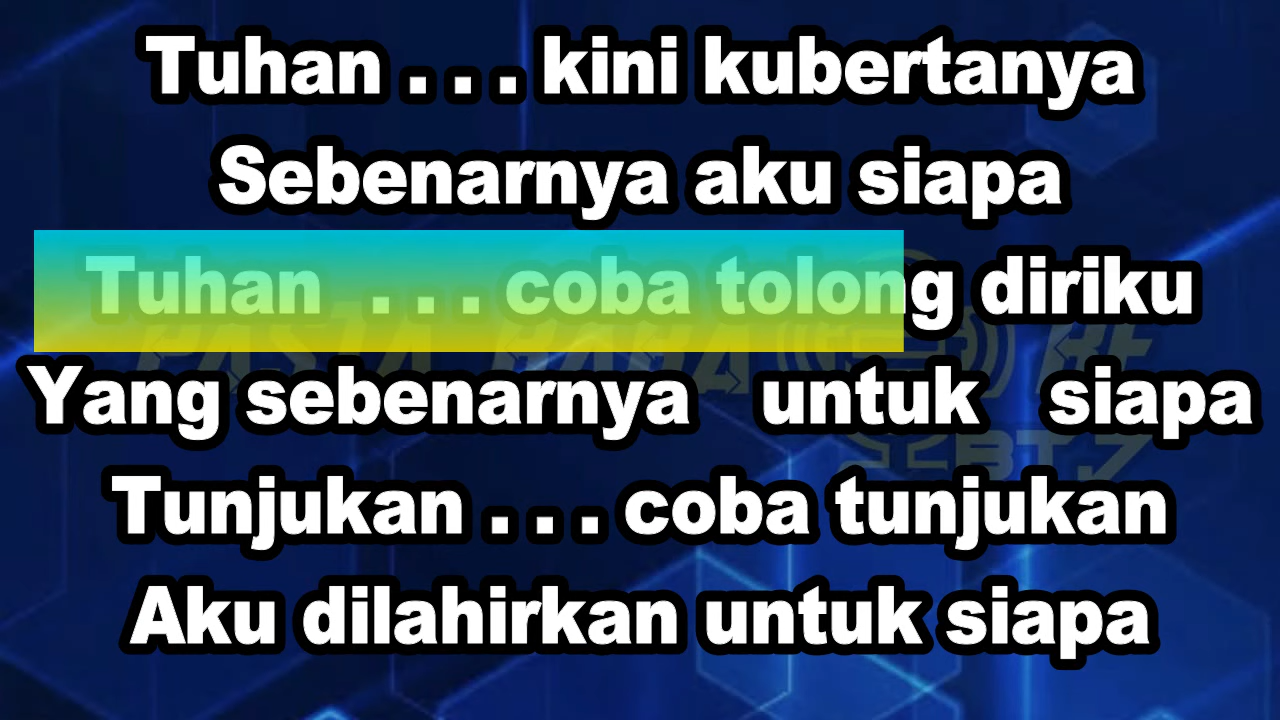 Tuhan . . . kini kubertanya
Sebenarnya aku siapa
Tuhan . . . coba tolong diriku
Yang sebenarnya untuk siapa
Tunjukan . . . coba tunjukan
Aku dilahirkan untuk siapa